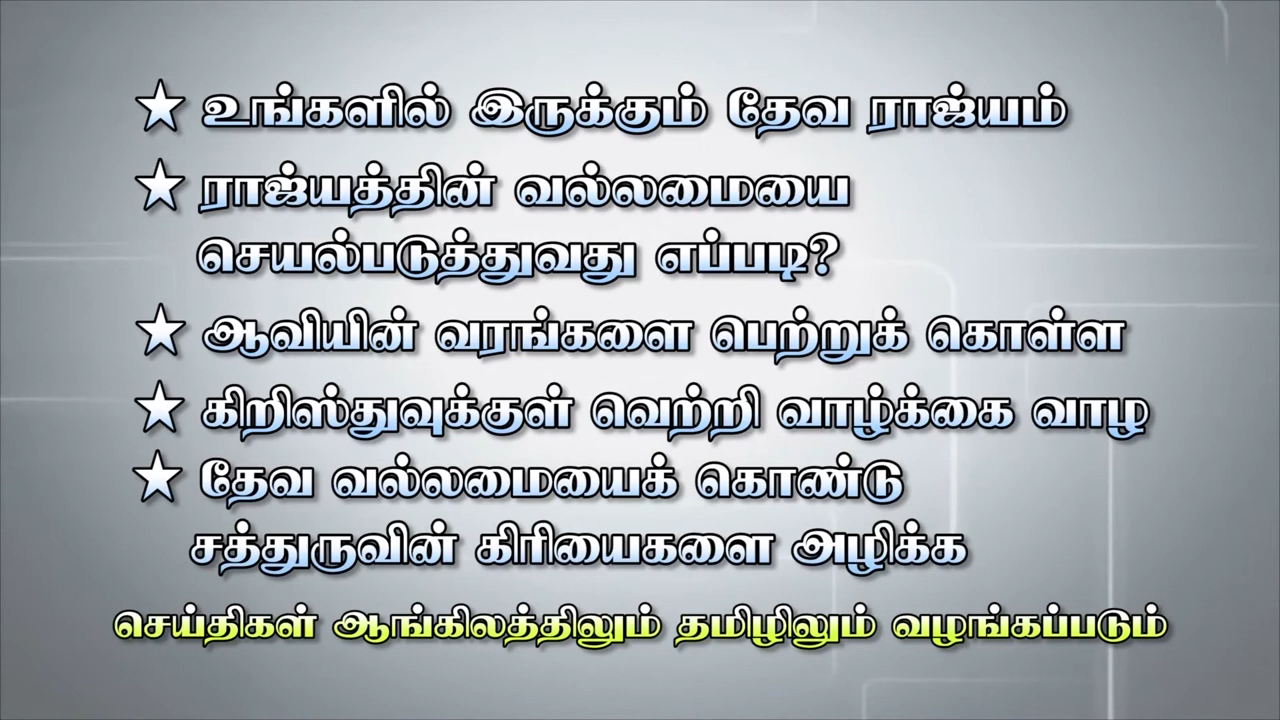 ★ உங்களில் இருக்கும் தேவ ராஜ்யம்
★ ராஜ்யத்தின் வல்லமையை
செயல்படுத்துவது எப்படி?
★ ஆவியின் வரங்களை பெற்றுக் கொள்ள
★ கிறிஸ்துவுக்குள் வெற்றி வாழ்க்கை வாழ
★ தேவ வல்லமையைக் கொண்டு
சத்துருவின் கிரியைகளை அழிக்க
செய்திகள் ஆங்கிலத்திலும் தமிழிலும் வழங்கப்படும்